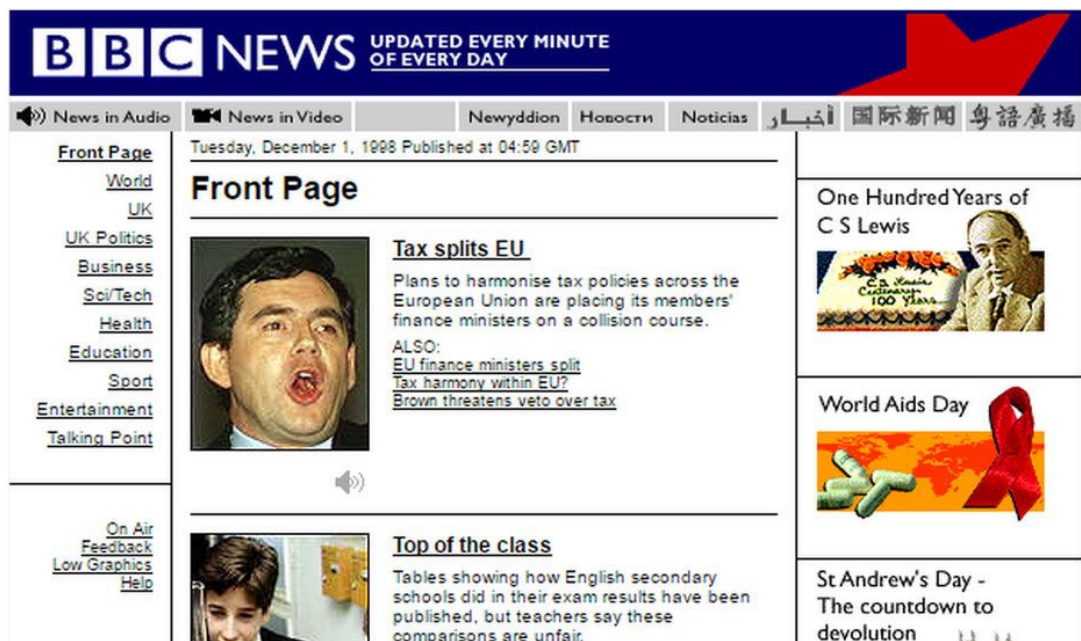 BBC NEWS UPDATED EVERY MINUTE
OF EVERY DAY
News in Audio
News in Video
Newyddion
Новости
Noticias
أخبار
国际新闻
粤語廣播
Front Page
World
UK
UK Politics
Business
Sci/Tech
Health
Education
Sport
Entertainment
Talking Point
On Air
Feedback
Low Graphics
Help
Tuesday, December 1, 1998 Published at 04:59 GMT
Front Page
Tax splits EU
Plans to harmonise tax policies across the
European Union are placing its members'
finance ministers on a collision course.
ALSO:
EU finance ministers split
Tax harmony within EU?
Brown threatens veto over tax
Top of the class
Tables showing how English secondary
schools did in their exam results have been
published, but teachers say these
comparisons are unfair.
One Hundred Years of
C S Lewis
C.S. Lewis
Centenary
100 Years
World Aids Day
St Andrew's Day -
The countdown to
devolution